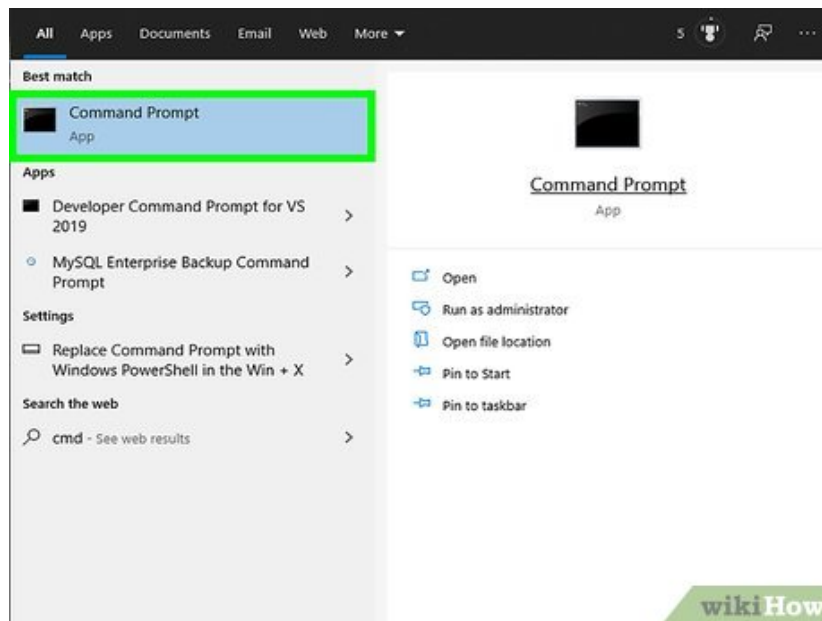 All Apps Documents Email Web More 5 ...
Best match
Command Prompt
App
Apps
Developer Command Prompt for VS
2019
MySQL Enterprise Backup Command
Prompt
Settings
Replace Command Prompt with
Windows PowerShell in the Win + X
Search the web
cmd - See web results
Command Prompt
App
Open
Run as administrator
Open file location
Pin to Start
Pin to taskbar
wikiHow